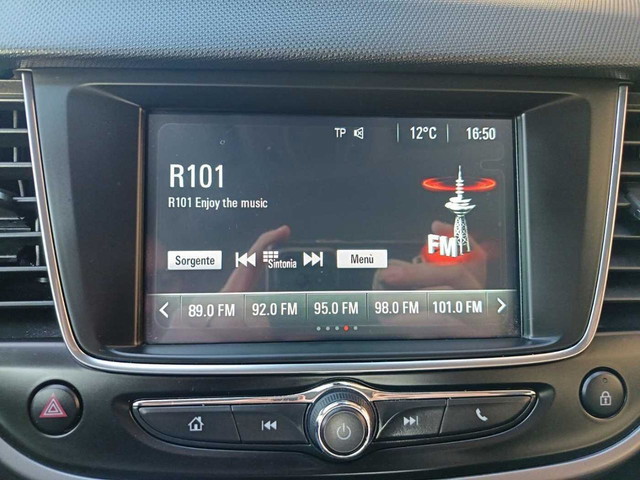 TP 12°C 16:50
R101
R101 Enjoy the music
FM
Sorgente Sintonia Menù
89.0 FM 92.0 FM 95.0 FM 98.0 FM 101.0 FM